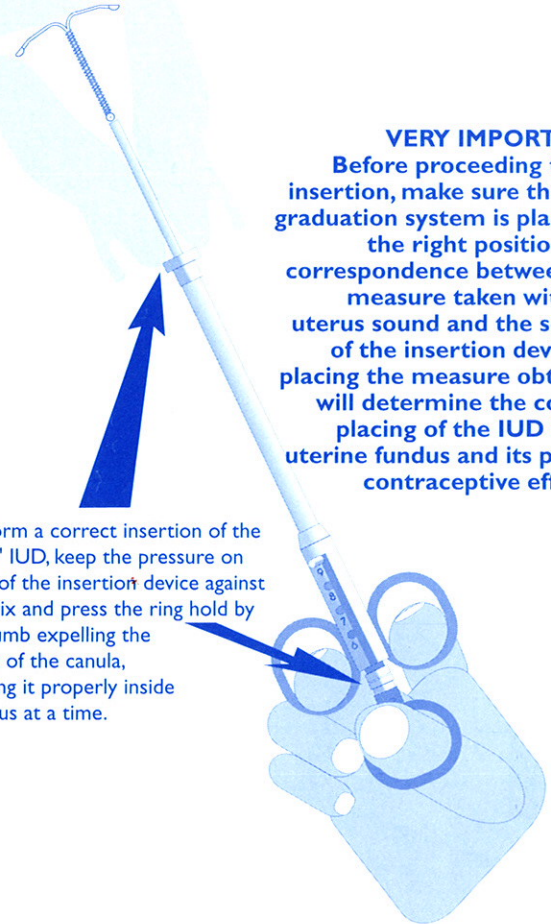 VERY IMPORT
Before proceeding
insertion, make sure th
graduation system is pla
the right positio
correspondence betwee
measure taken wit
uterus sound and the s
of the insertion dev
placing the measure obt
will determine the co
placing of the IUD
uterine fundus and its p
contraceptive eff
orm a correct insertion of the
IUD, keep the pressure on
of the insertion device against
ix and press the ring hold by
umb expelling the
of the canula,
ng it properly inside
us at a time.
9
8
7
6